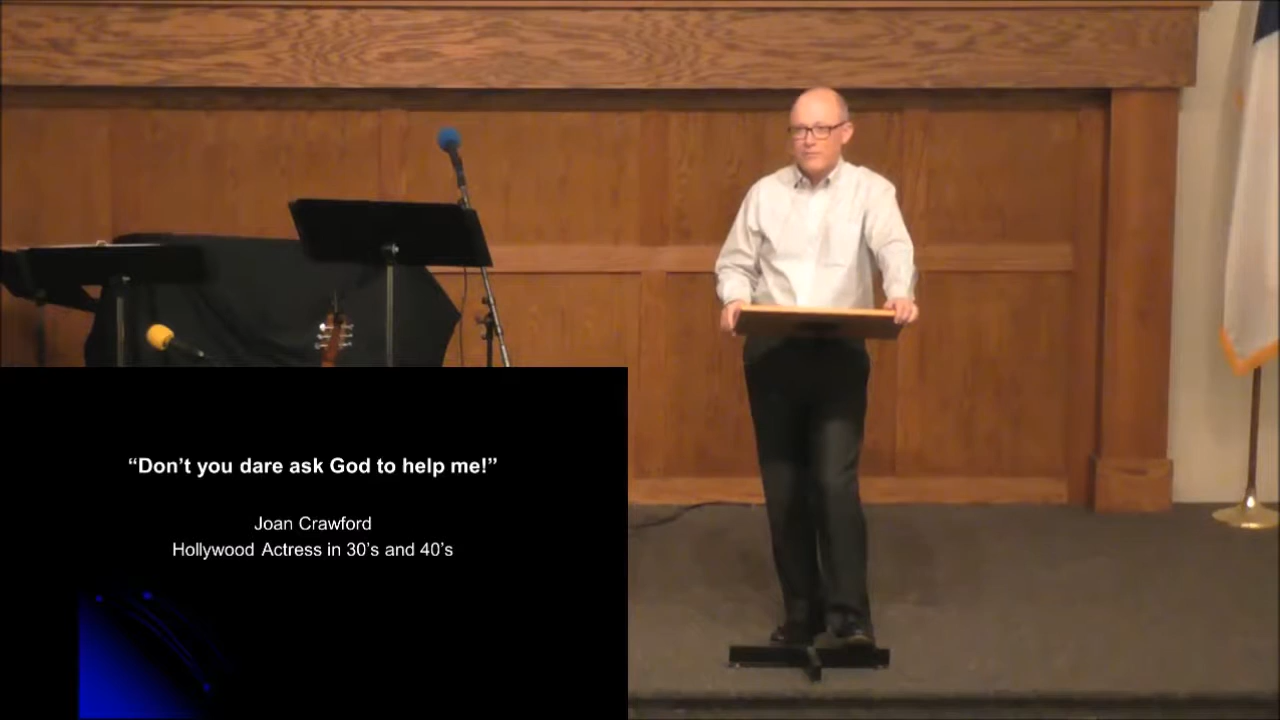 “Don’t you dare ask God to help me!”
Joan Crawford
Hollywood Actress in 30’s and 40’s